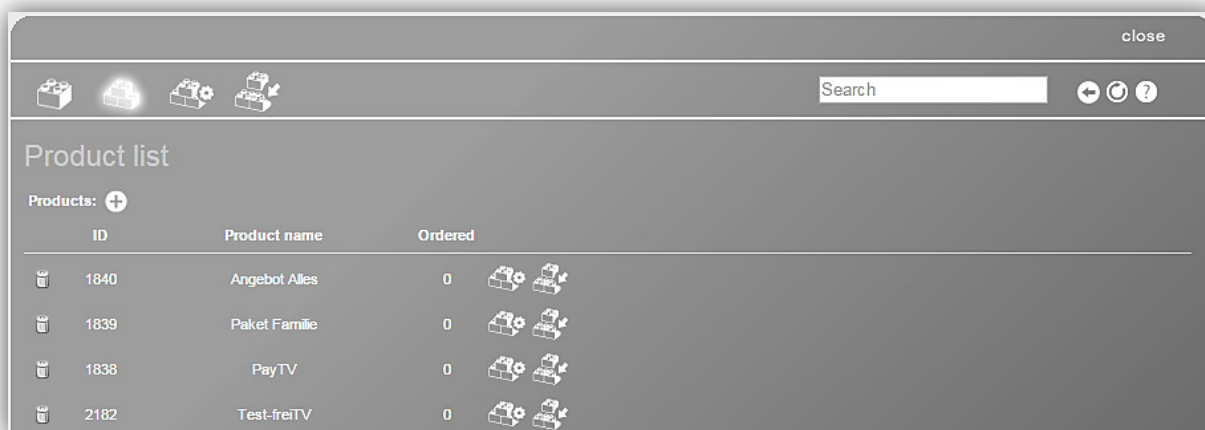 close
Search
Product list
Products:
ID Product name Ordered
1840 Angebot Alles 0
1839 Paket Familie 0
1838 PayTV 0
2182 Test-freiTV 0